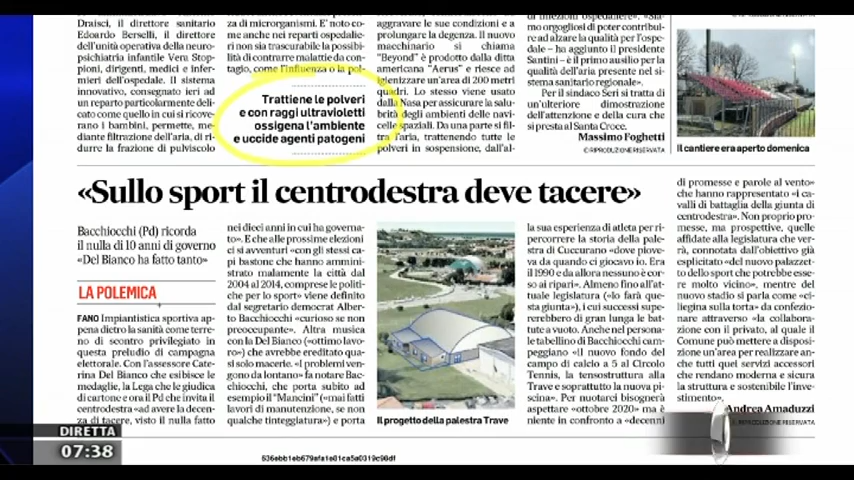 Draisci, il direttore sanitario
Edoardo Berselli, il direttore
dell'unità operativa della neuro-
psichiatria infantile Vera Stop-
pioni, dirigenti, medici e infer-
mieri dell'ospedale. Il sistema
innovativo, consegnato ieri ad
un reparto particolarmente deli-
cato come quello in cui si ricove-
rano i bambini, permette, me-
diante filtrazione dell'aria, di ri-
durre la frazione di pulviscolo
za di microrganismi. E' noto co-
me anche nei reparti ospedalie-
ri non sia trascurabile la possibi-
lità di contrarre malattie da con-
tagio, come l'influenza o la pol-
Trattiene le polveri
e con raggi ultravioletti
ossigena l'ambiente
e uccide agenti patogeni
aggravare le sue condizioni e a
prolungare la degenza. Il nuovo
macchinario si chiama
"Beyond" è prodotto dalla ditta
americana "Aerus" e riesce ad
igienizzare un'area di 200 metri
quadri. Lo stesso viene usato
dalla Nasa per assicurare la salu-
brità degli ambienti delle navi-
celle spaziali. Da una parte si fil-
tra l'aria, trattenendo tutte le
polveri in sospensione, dall'al-
di infezioni ospedaliere». «Sia-
mo orgogliosi di poter contribui-
re ad alzare la qualità per l'ospe-
dale – ha aggiunto il presidente
Santini – è il primo ausilio per la
qualità dell'aria presente nel si-
stema sanitario regionale».
Per il sindaco Seri si tratta di
un'ulteriore dimostrazione
dell'attenzione e della cura che
si presta al Santa Croce.
Massimo Foghetti
© RIPRODUZIONE RISERVATA
Il cantiere era aperto domenica
«Sullo sport il centrodestra deve tacere»
Bacchiocchi (Pd) ricorda
il nulla di 10 anni di governo
«Del Bianco ha fatto tanto»
LA POLEMICA
FANO Impiantistica sportiva ap-
pena dietro la sanità come terre-
no di scontro privilegiato in
questa preludio di campagna
elettorale. Con l'assessore Cate-
rina Del Bianco che esibisce le
medaglie, la Lega che le giudica
di cartone e ora il Pd che invita il
centrodestra «ad avere la decen-
za di tacere, visto il nulla fatto
nei dieci anni in cui ha governa-
to». E che alle prossime elezioni
ci si avventuri «con gli stessi ca-
pi bastone che hanno ammini-
strato malamente la città dal
2004 al 2014, comprese le politi-
che per lo sport» viene definito
dal segretario democrat Alber-
to Bacchiocchi «curioso se non
preoccupante». Altra musica
con la Del Bianco («ottimo lavo-
ro») che avrebbe ereditato qua-
si solo macerie. «I problemi ven-
gono da lontano» fa notare Bac-
chiocchi, che porta subito ad
esempio il "Mancini" («mai fatti
lavori di manutenzione, se non
qualche tinteggiatura») e porta
Il progetto della palestra Trave
la sua esperienza di atleta per ri-
percorrere la storia della pale-
stra di Cuccurano «dove piove-
va da quando ci giocavo io. Era
il 1990 e da allora nessuno è cor-
so ai ripari». Almeno fino all'at-
tuale legislatura («lo farà que-
sta giunta»), i cui successi supe-
rerebbero di gran lunga le bat-
tute a vuoto. Anche nel persona-
le tabellino di Bacchiocchi cam-
peggiano «il nuovo fondo del
campo di calcio a 5 al Circolo
Tennis, la tensostruttura alla
Trave e soprattutto la nuova pi-
scina». Per nuotarci bisognerà
aspettare «ottobre 2020» ma è
niente in confronto a «decenni
di promesse e parole al vento»
che hanno rappresentato «i ca-
valli di battaglia della giunta di
centrodestra». Non proprio pro-
messe, ma prospettive, quelle
affidate alla legislatura che ver-
rà, connotata dall'obiettivo già
esplicitato «del nuovo palazzet-
to dello sport che potrebbe esse-
re molto vicino», mentre del
nuovo stadio si parla come «ci-
liegina sulla torta» da confezio-
nare attraverso «la collabora-
zione con il privato, al quale il
Comune può mettere a disposi-
zione un'area per realizzare an-
che tutti quei servizi accessori
che rendano moderna e sicura
la struttura e sostenibile l'inve-
stimento».
Andrea Amaduzzi
RIPRODUZIONE RISERVATA
DIRETTA
07:38
636ebb1eb679afa1e81ca5a0319c98df